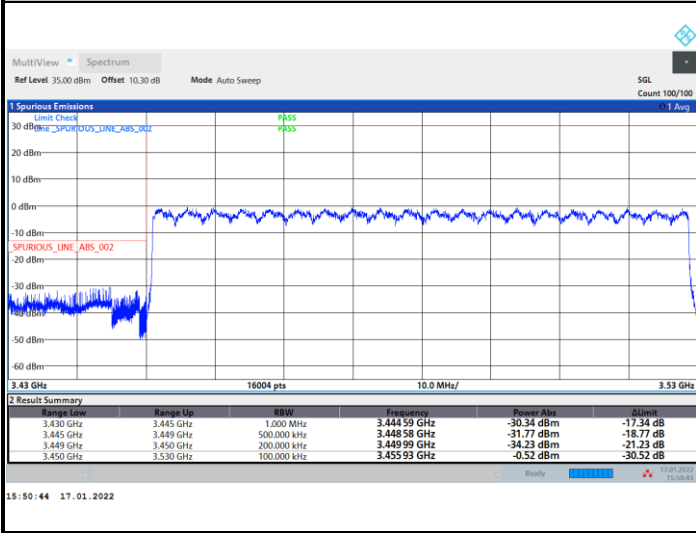 MultiView Spectrum
Ref Level 35.00 dBm Offset 10.30 dB Mode Auto Sweep SGL
Count 100/100
1 Spurious Emissions 1 Avg
Limit Check PASS
30 dBm
Line _SPURIOUS_LINE_ABS_002 PASS
20 dBm
10 dBm
0 dBm
-10 dBm
_SPURIOUS_LINE_ABS_002
-20 dBm
-30 dBm
-40 dBm
-50 dBm
-60 dBm
3.43 GHz 16004 pts 10.0 MHz/ 3.53 GHz
2 Result Summary
Range Low Range Up RBW Frequency Power Abs ΔLimit
3.430 GHz 3.445 GHz 1.000 MHz 3.444 59 GHz -30.34 dBm -17.34 dB
3.445 GHz 3.449 GHz 500.000 kHz 3.448 58 GHz -31.77 dBm -18.77 dB
3.449 GHz 3.450 GHz 200.000 kHz 3.449 99 GHz -34.23 dBm -21.23 dB
3.450 GHz 3.530 GHz 100.000 kHz 3.455 93 GHz -0.52 dBm -30.52 dB
Ready 17.01.2022
15:50:43
15:50:44 17.01.2022